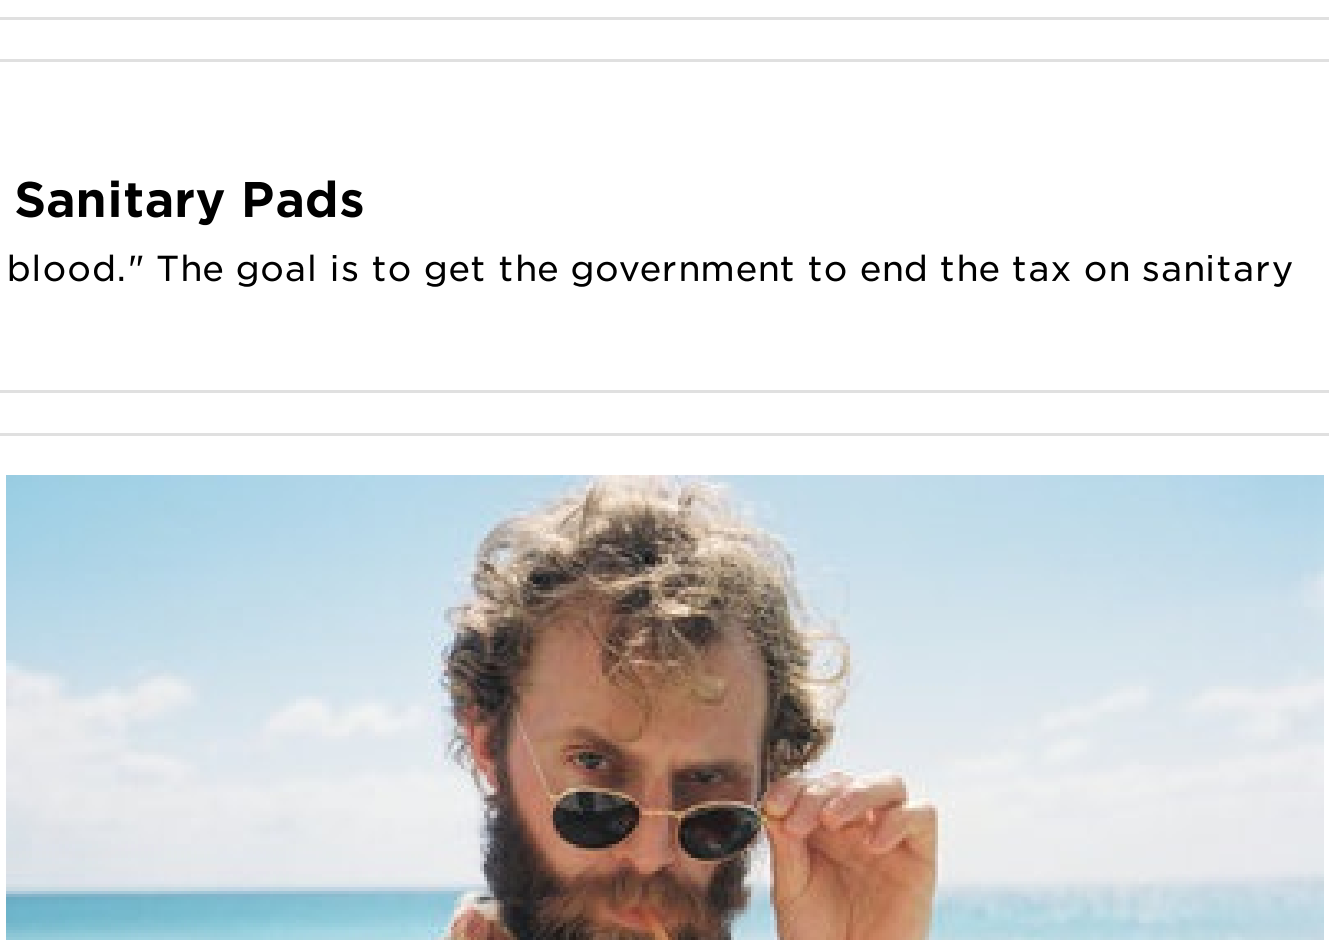 Sanitary Pads
blood." The goal is to get the government to end the tax on sanitary